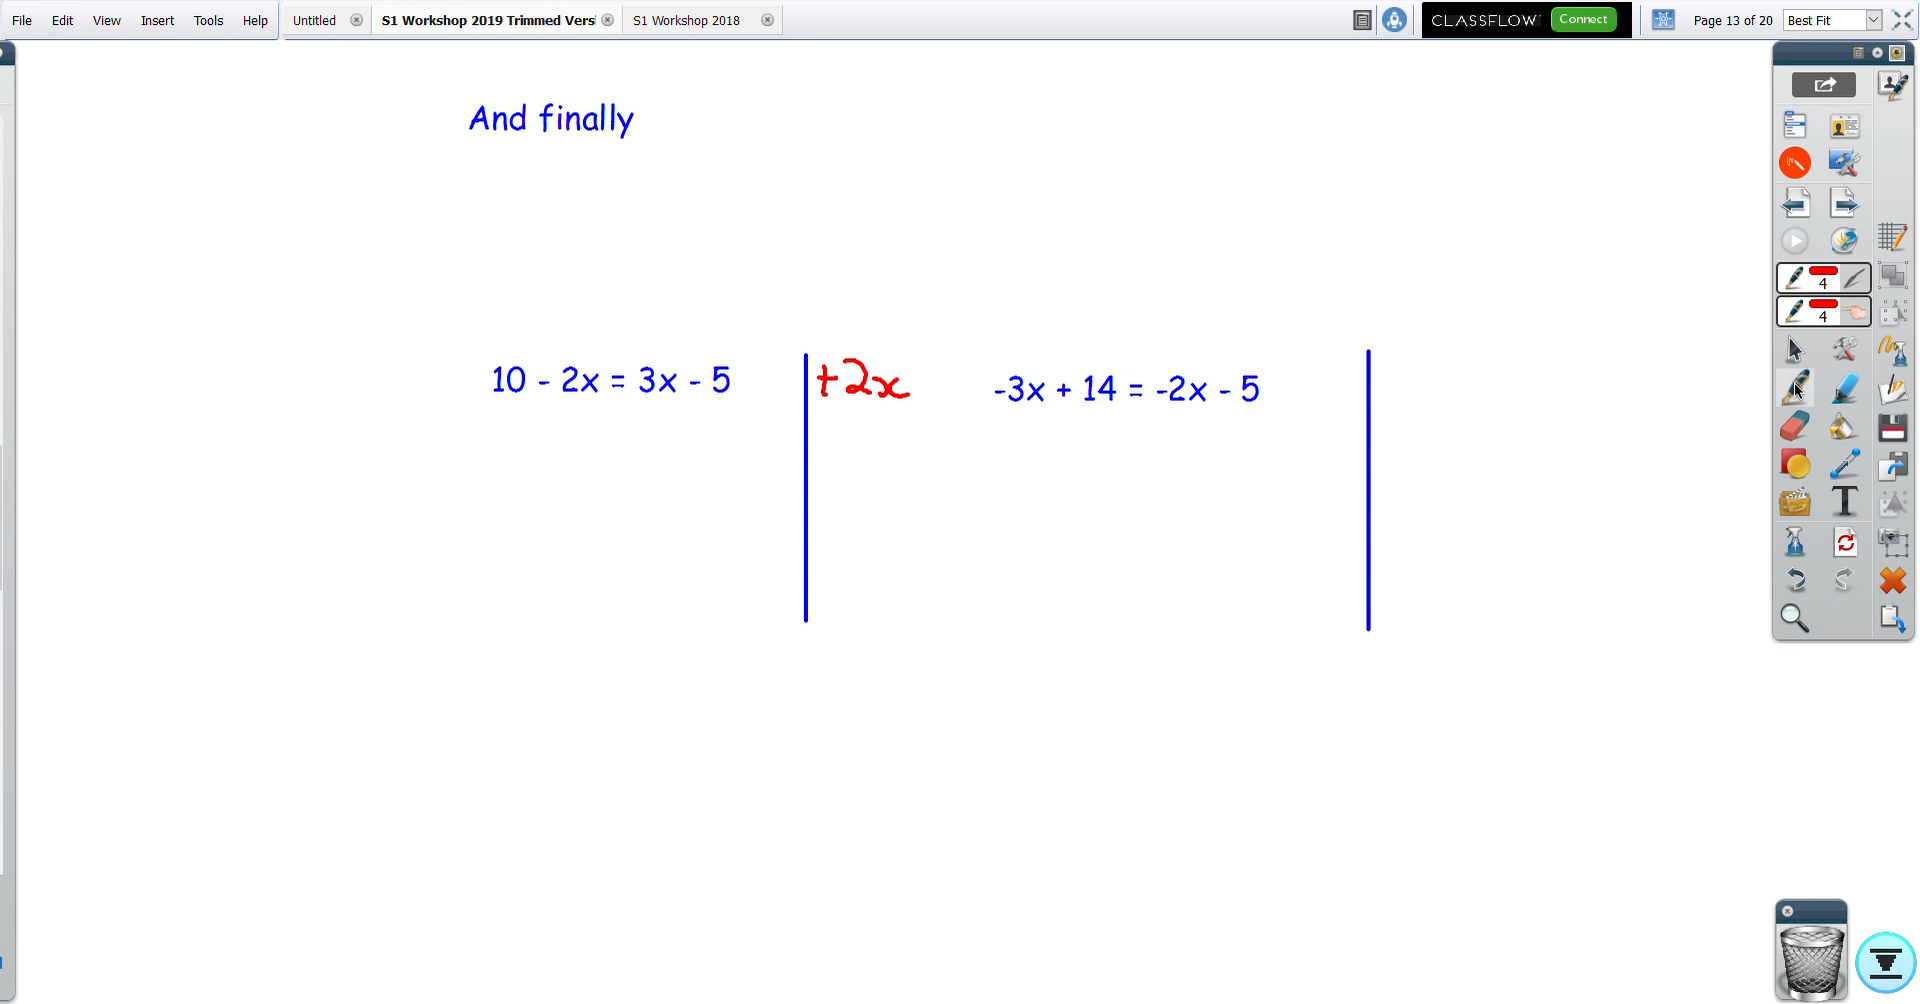 File Edit View Insert Tools Help
Untitled
S1 Workshop 2019 Trimmed Vers
S1 Workshop 2018
CLASSFLOW
Connect
Page 13 of 20
Best Fit
And finally
4
4
10 - 2x = 3x - 5
+2x
-3x + 14 = -2x - 5
T